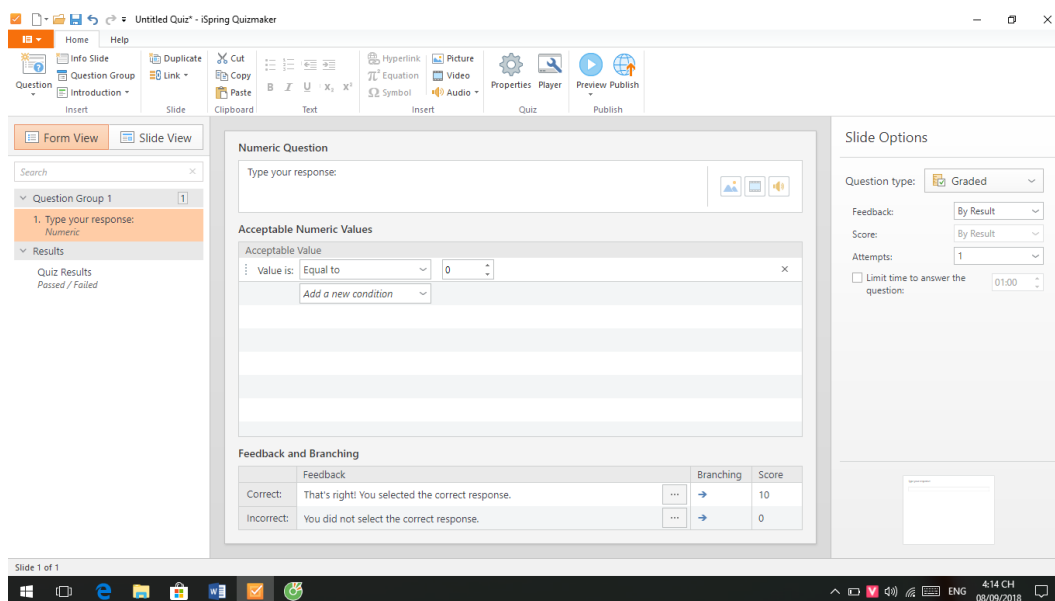 Untitled Quiz* - iSpring Quizmaker
Home Help
Question
Info Slide
Question Group
Introduction
Insert
Duplicate
Link
Slide
Cut
Copy
Paste
Clipboard
B I U X₂ X²
Text
Hyperlink
π² Equation
Ω Symbol
Picture
Video
Audio
Insert
Properties Player
Quiz
Preview Publish
Publish
Form View Slide View
Search
Question Group 1 1
1. Type your response:
Numeric
Results
Quiz Results
Passed / Failed
Numeric Question
Type your response:
Acceptable Numeric Values
Acceptable Value
Value is: Equal to 0
Add a new condition
Feedback and Branching
Feedback Branching Score
Correct: That's right! You selected the correct response. ... 10
Incorrect: You did not select the correct response. ... 0
Slide Options
Question type: Graded
Feedback: By Result
Score: By Result
Attempts: 1
Limit time to answer the
question: 01:00
Slide 1 of 1
ENG
4:14 CH
08/09/2018